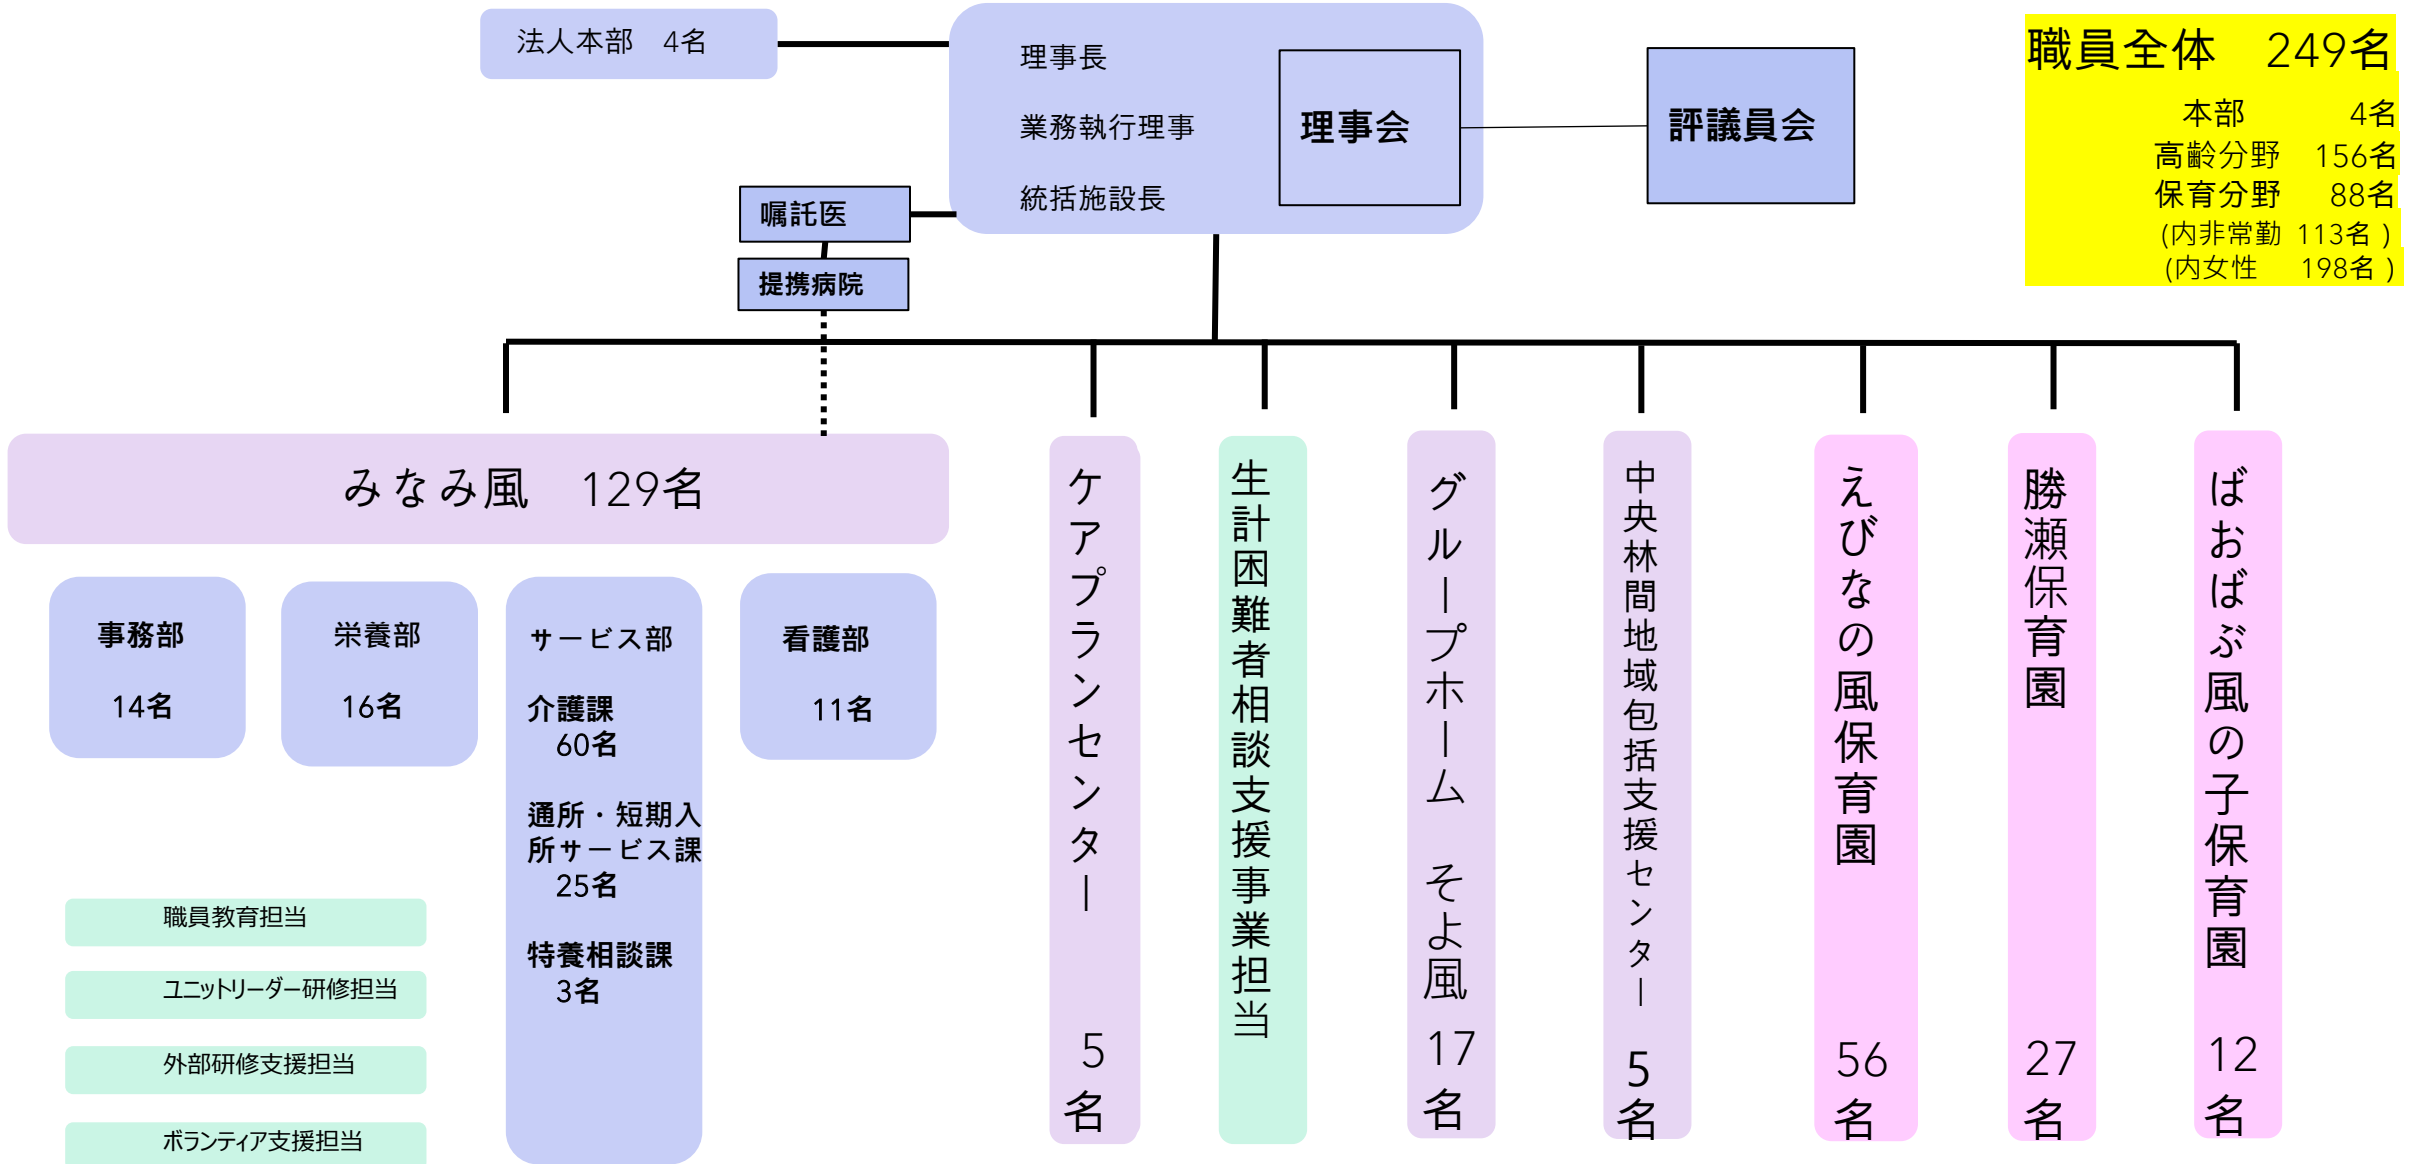 法人本部　4名
理事長
業務執行理事
統括施設長
理事会
評議員会
職員全体　249名
本部　4名
高齢分野　156名
保育分野　88名
(内非常勤 113名 )
(内女性　198名 )
嘱託医
提携病院
みなみ風　129名
事務部
14名
栄養部
16名
サービス部
介護課
60名
通所・短期入
所サービス課
25名
特養相談課
3名
看護部
11名
職員教育担当
ユニットリーダー研修担当
外部研修支援担当
ボランティア支援担当
ケアプランセンター　5名
生計困難者相談支援事業担当
グループホーム　そよ風　17名
中央林間地域包括支援センター　5名
えびなの風保育園　56名
勝瀬保育園　27名
ばおばぶ風の子保育園　12名